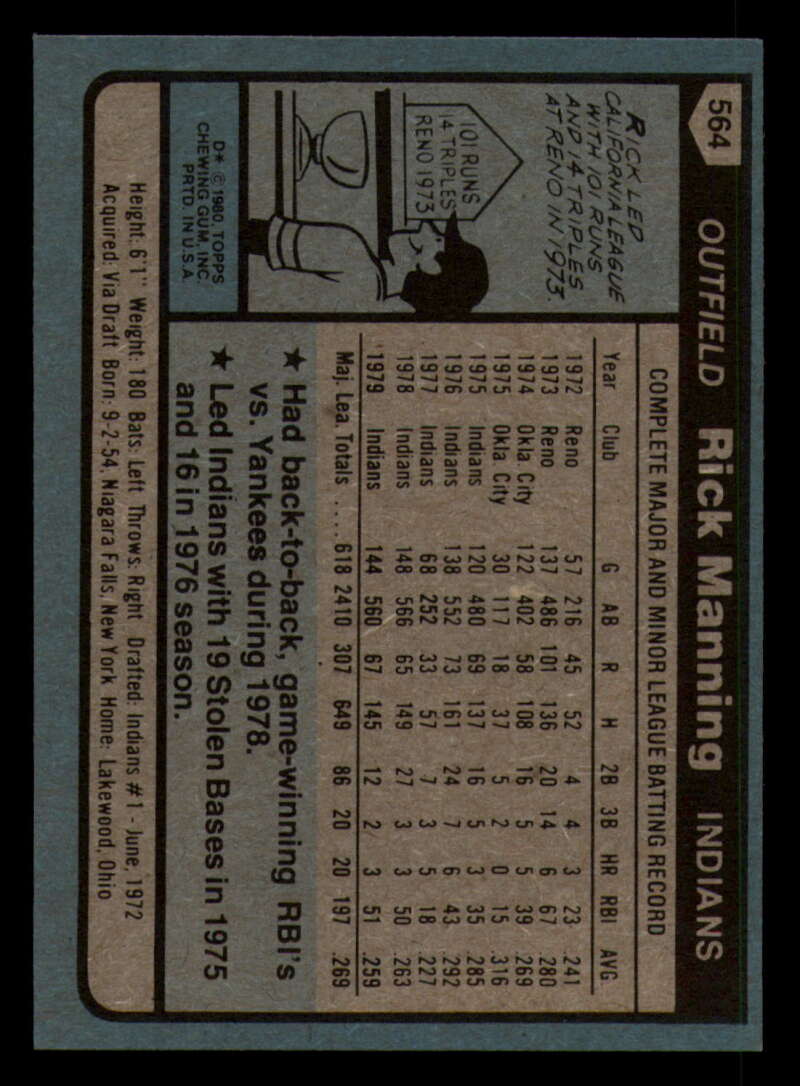 564 OUTFIELD Rick Manning INDIANS
RICK LED
CALIFORNIA LEAGUE
WITH 101 RUNS
AND 14 TRIPLES
AT RENO IN 1973.
101 RUNS
14 TRIPLES
RENO 1973
D* © 1980, TOPPS
CHEWING GUM, INC.
PRTD. IN U.S.A.
COMPLETE MAJOR AND MINOR LEAGUE BATTING RECORD
Year Club G AB R H 2B 3B HR RBI AVG
1972 Reno 57 216 45 52 4 4 3 23 .241
1973 Reno 137 486 101 136 20 14 6 67 .280
1974 Okla. City 122 402 58 108 16 5 5 39 .269
1975 Okla. City 30 117 18 37 5 2 0 15 .316
1975 Indians 120 480 69 137 16 5 3 35 .285
1976 Indians 138 552 73 161 24 7 6 43 .292
1977 Indians 68 252 33 57 7 3 5 18 .227
1978 Indians 148 566 65 149 27 3 3 50 .263
1979 Indians 144 560 67 145 12 2 3 51 .259
Maj. Lea. Totals .... 618 2410 307 649 86 20 20 197 .269
★ Had back-to-back, game-winning RBI's
vs. Yankees during 1978.
★ Led Indians with 19 Stolen Bases in 1975
and 16 in 1976 season.
Height: 6'1" Weight: 180 Bats: Left Throws: Right Drafted: Indians #1 - June, 1972
Acquired: Via Draft Born: 9-2-54, Niagara Falls, New York Home: Lakewood, Ohio